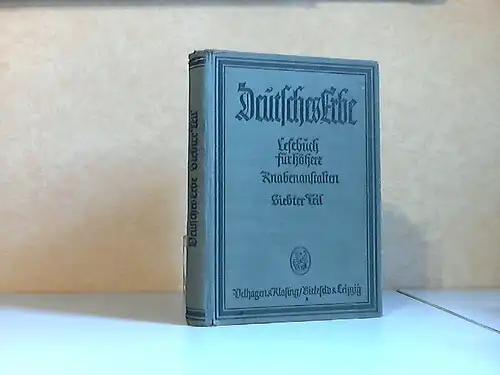 Deutsches Erbe
Lesebuch
für höhere
Knabenanstalten
Siebter Teil
Velhagen & Klasing / Bielefeld & Leipzig
Deutsches Erbe Siebter Teil